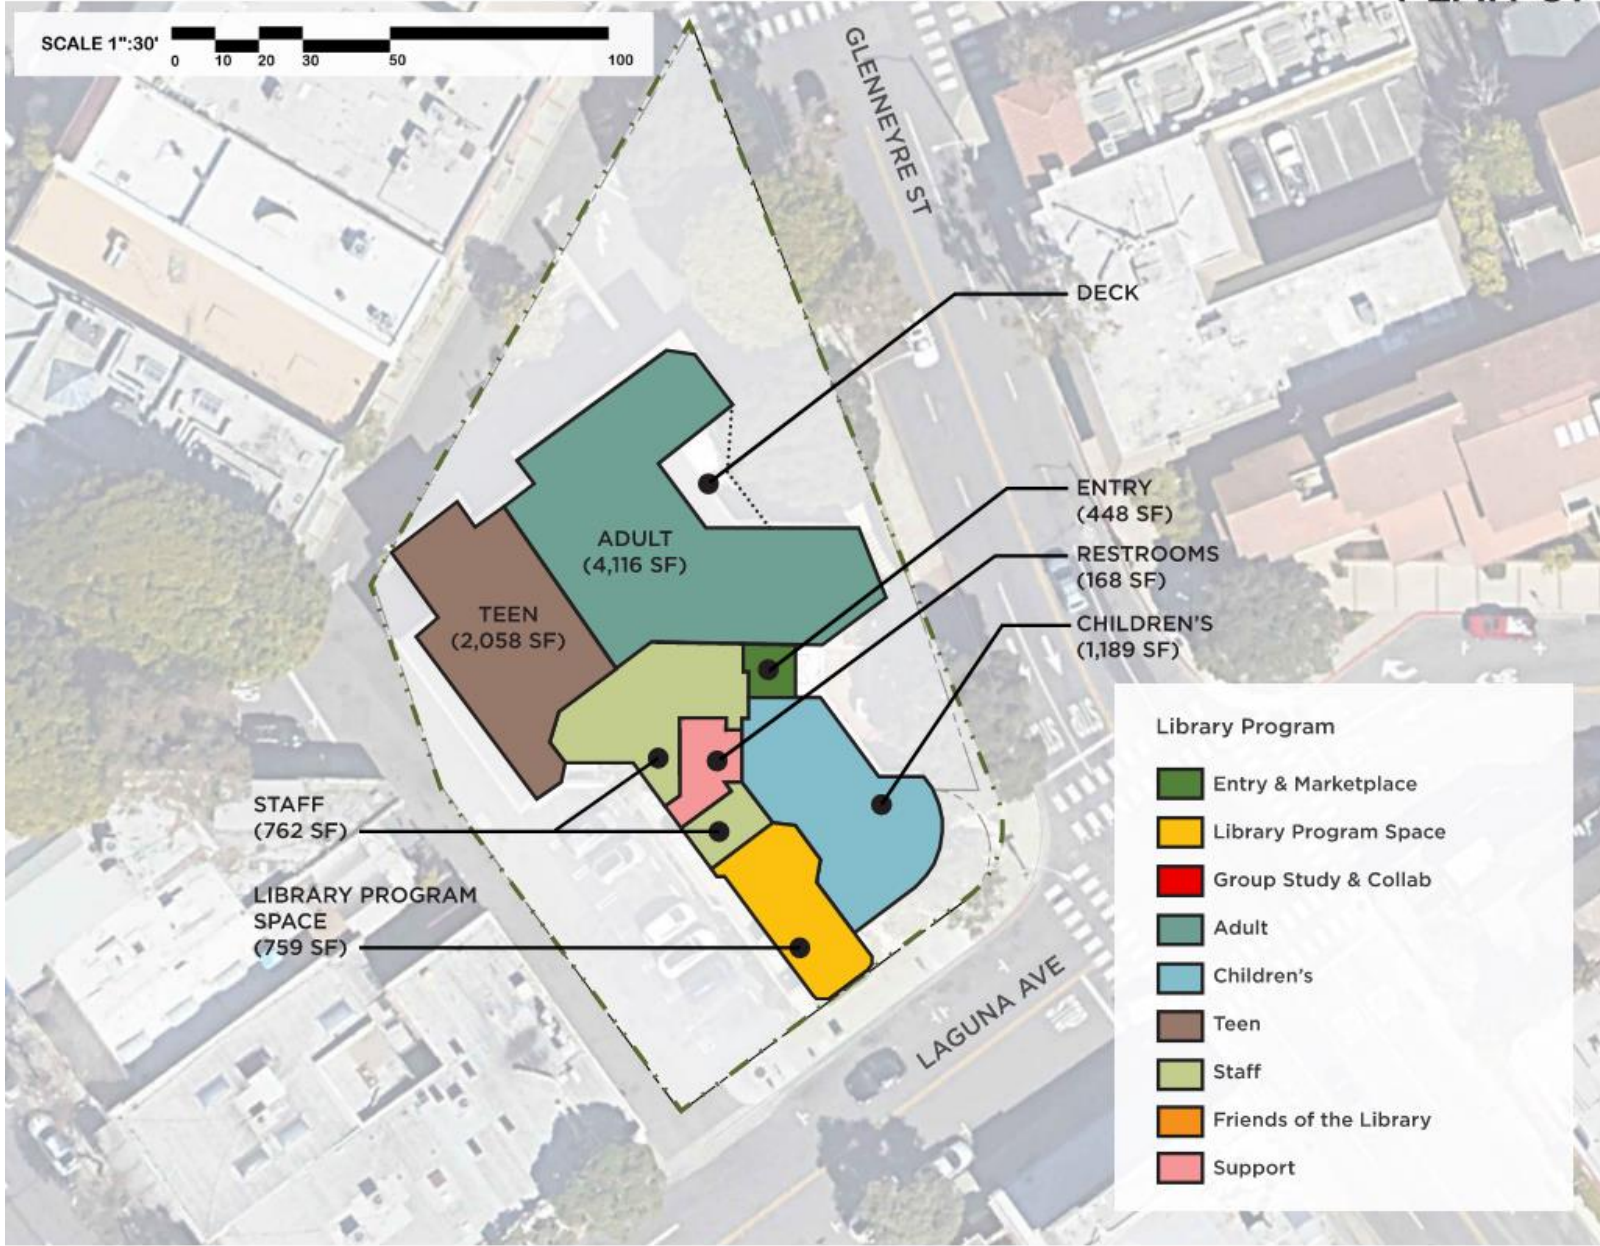 SCALE 1":30'
0 10 20 30 50 100
GLENNEYRE ST
DECK
ENTRY
(448 SF)
RESTROOMS
(168 SF)
CHILDREN'S
(1,189 SF)
ADULT
(4,116 SF)
TEEN
(2,058 SF)
STAFF
(762 SF)
LIBRARY PROGRAM
SPACE
(759 SF)
LAGUNA AVE
Library Program
Entry & Marketplace
Library Program Space
Group Study & Collab
Adult
Children's
Teen
Staff
Friends of the Library
Support